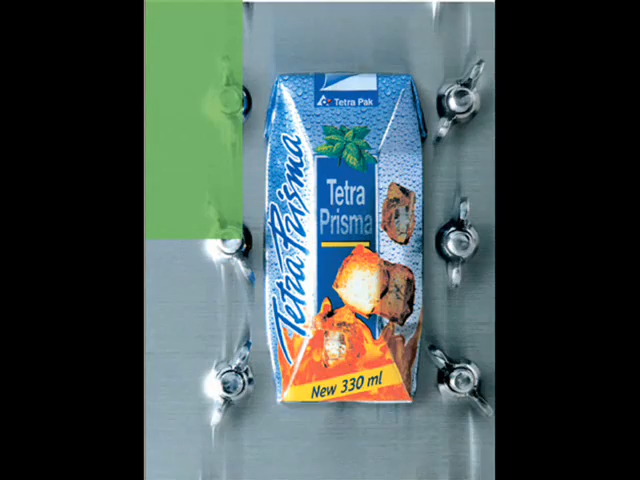 Tetra Pak
Tetra Prisma
Tetra
Prisma
New 330 ml